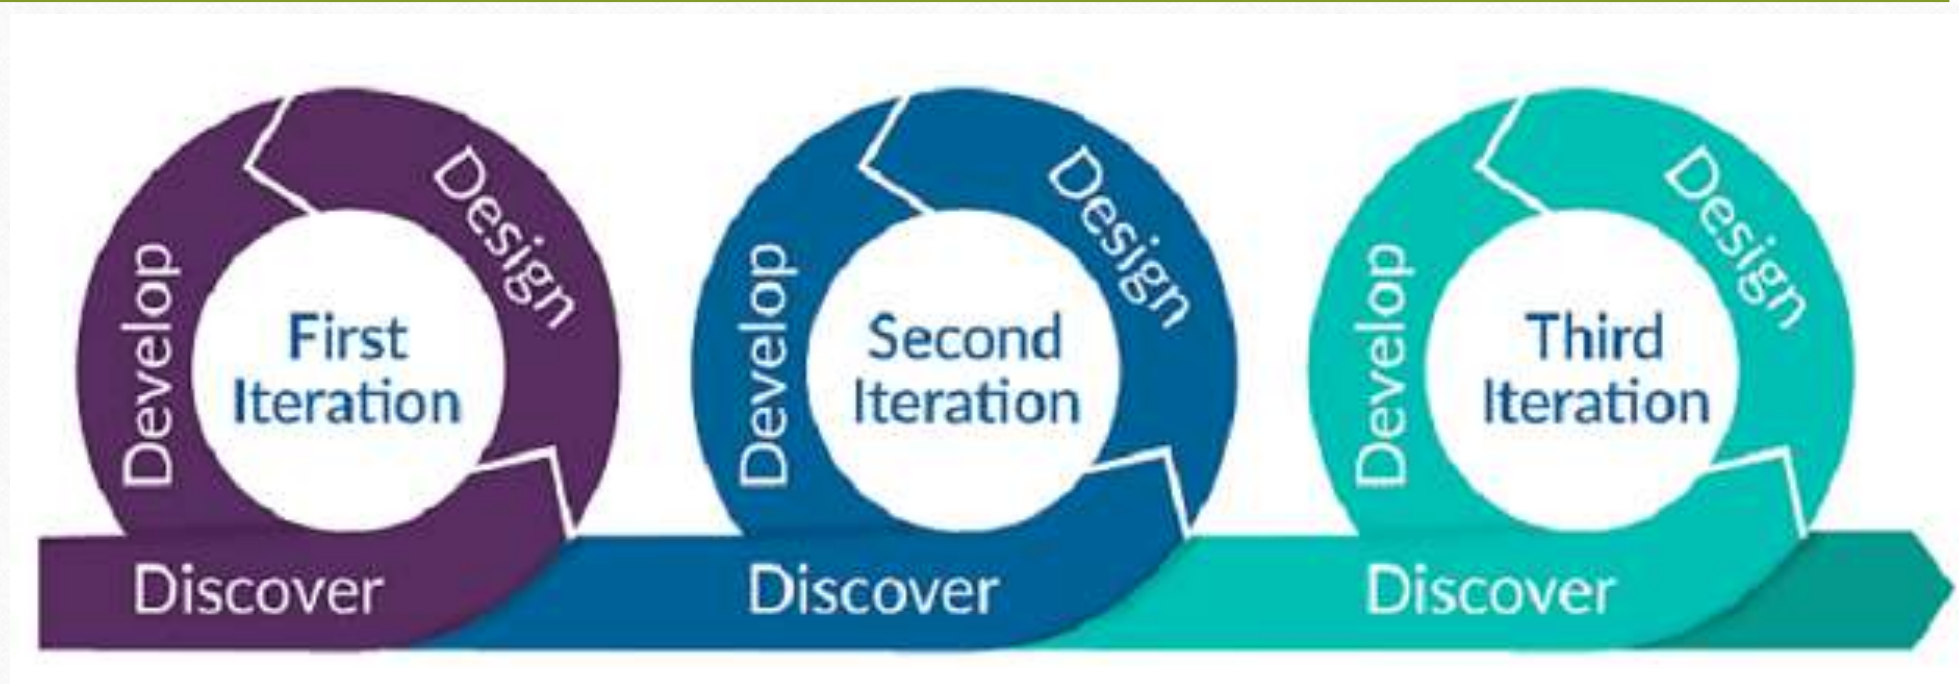 Develop
Design
First
Iteration
Discover
Develop
Design
Second
Iteration
Discover
Develop
Design
Third
Iteration
Discover